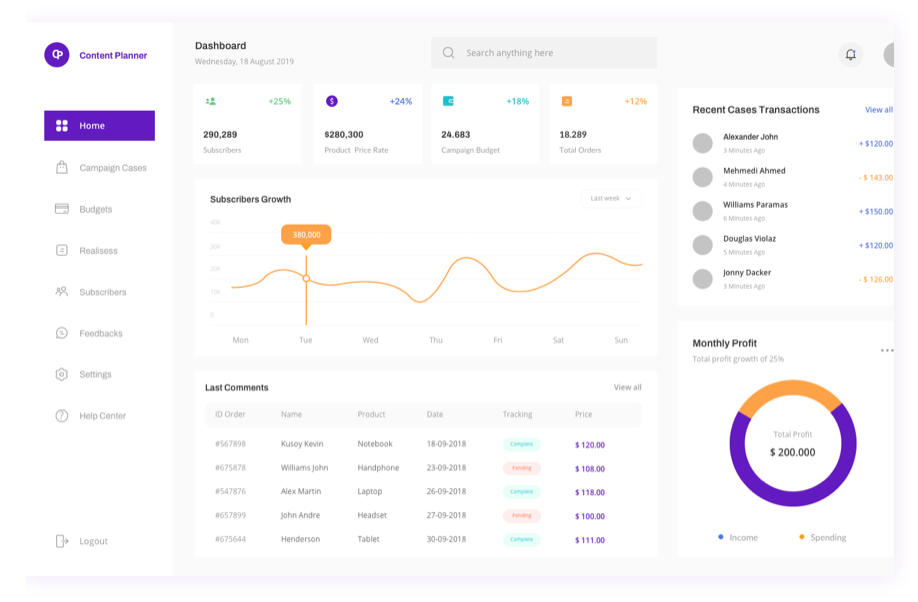 CP Content Planner
Home
Campaign Cases
Budgets
Realisess
Subscribers
Feedbacks
Settings
Help Center
Logout
Dashboard
Wednesday, 18 August 2019
Search anything here
+25%
290,289
Subscribers
$ +24%
$280,300
Product Price Rate
+18%
24.683
Campaign Budget
+12%
18.289
Total Orders
Subscribers Growth
Last week
40K
30K
20K
10K
0
380,000
Mon Tue Wed Thu Fri Sat Sun
Last Comments View all
ID Order Name Product Date Tracking Price
#567898 Kusoy Kevin Notebook 18-09-2018 Complete $ 120.00
#675878 Williams John Handphone 23-09-2018 Pending $ 108.00
#547876 Alex Martin Laptop 26-09-2018 Complete $ 118.00
#657899 John Andre Headset 27-09-2018 Pending $ 100.00
#675644 Henderson Tablet 30-09-2018 Complete $ 111.00
Recent Cases Transactions View all
Alexander John
3 Minutes Ago
+ $120.00
Mehmedi Ahmed
4 Minutes Ago
- $ 143.00
Williams Paramas
6 Minutes Ago
+ $150.00
Douglas Violaz
5 Minutes Ago
+ $120.00
Jonny Dacker
3 Minutes Ago
- $ 126.00
Monthly Profit
Total profit growth of 25%
Total Profit
$ 200.000
Income Spending